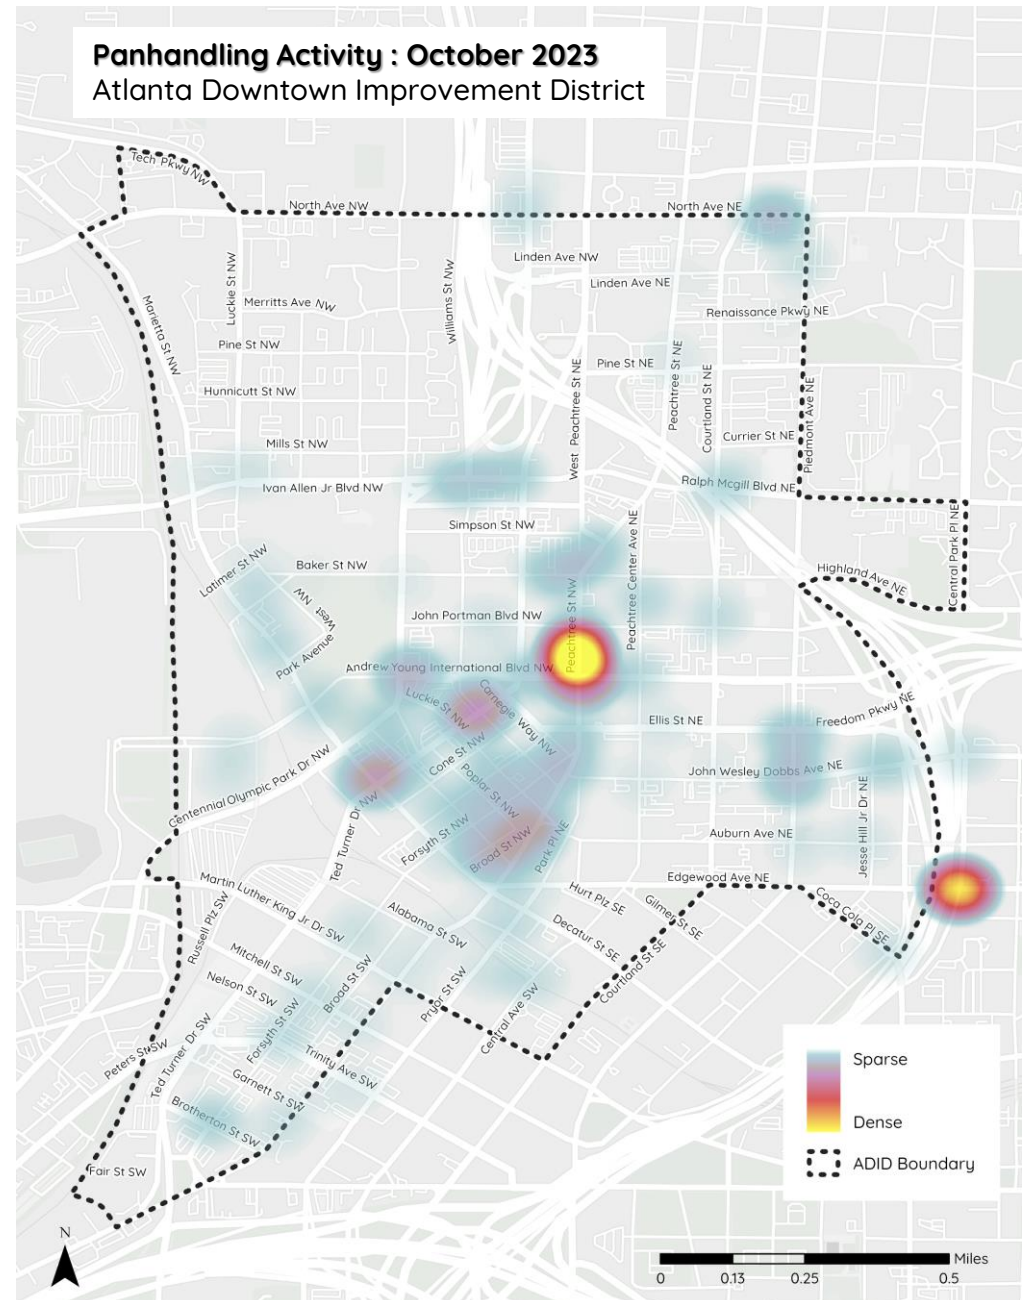 Panhandling Activity : October 2023
Atlanta Downtown Improvement District
Tech Pkwy NW
North Ave NW
North Ave NE
Linden Ave NW
Luckie St NW
Williams St NW
Linden Ave NE
Merritts Ave NW
Marietta St NW
Renaissance Pkwy NE
Pine St NW
Pine St NE
Peachtree St NE
West Peachtree St NE
Courtland St NE
Piedmont Ave NE
Hunnicutt St NW
Currier St NE
Mills St NW
Ivan Allen Jr Blvd NW
Ralph Mcgill Blvd NE
Simpson St NW
Peachtree Center Ave NE
Central Park Pl NE
Latimer St NW
Baker St NW
Highland Ave NE
West
NW
Park Avenue
John Portman Blvd NW
Peachtree St NW
Andrew Young International Blvd NW
Luckie St NW
Carnegie Way NW
Ellis St NE
Freedom Pkwy NE
Cone St NW
Centennial Olympic Park Dr NW
John Wesley Dobbs Ave NE
Poplar St NW
Ted Turner Dr NW
Forsyth St NW
Broad St NW
Park Pl NE
Auburn Ave NE
Jesse Hill Jr Dr NE
Edgewood Ave NE
Martin Luther King Jr Dr SW
Russell Plz SW
Hurt Plz SE
Gilmer St SE
Coca Cola Pl SE
Alabama St SW
Decatur St SE
Courtland St SE
Mitchell St SW
Nelson St SW
Broad St SW
Pryor St SW
Central Ave SW
Forsyth St SW
Peters St SW
Ted Turner Dr SW
Trinity Ave SW
Garnett St SW
Brotherton St SW
Fair St SW
Sparse
Dense
ADID Boundary
N
Miles
0 0.13 0.25 0.5